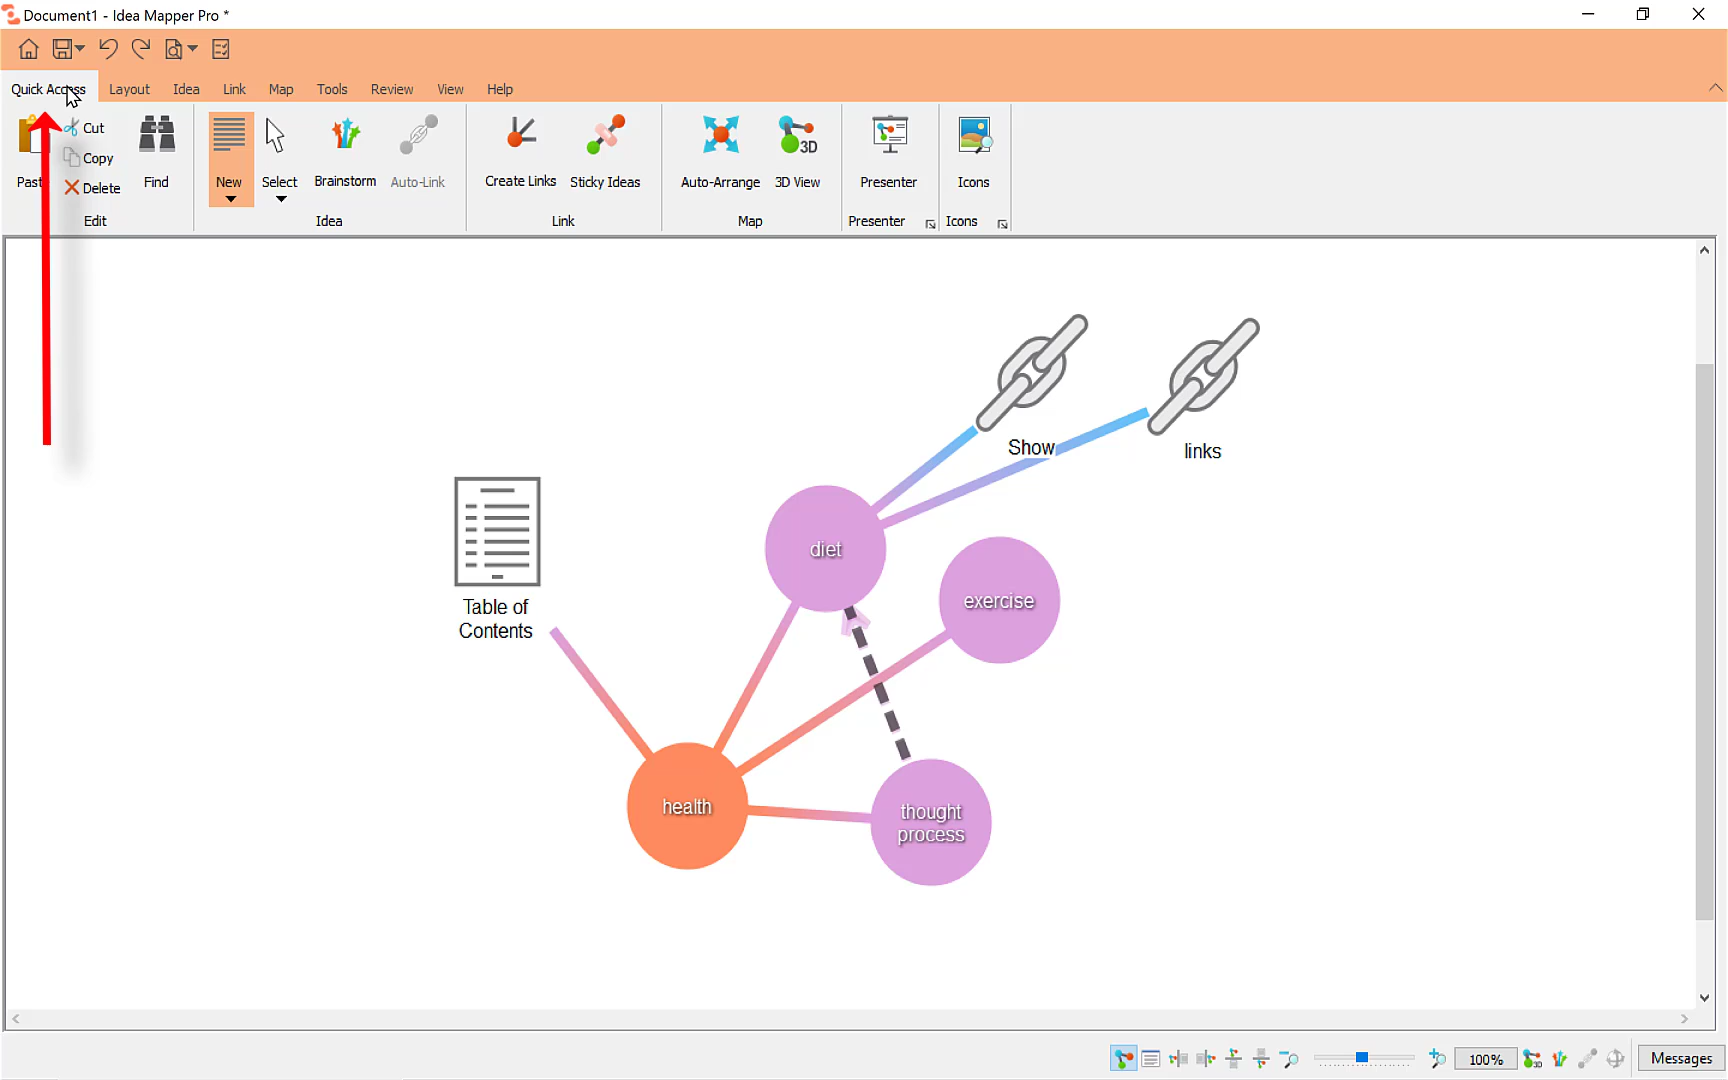 Document1 - Idea Mapper Pro *
Quick Access Layout Idea Link Map Tools Review View Help
Cut
Copy
Delete
Find
New
Select
Brainstorm
Auto-Link
Create Links
Sticky Ideas
Auto-Arrange
3D
3D View
Presenter
Icons
Edit Idea Link Map Presenter Icons
Show
links
diet
exercise
Table of
Contents
health
thought
process
100%
Messages